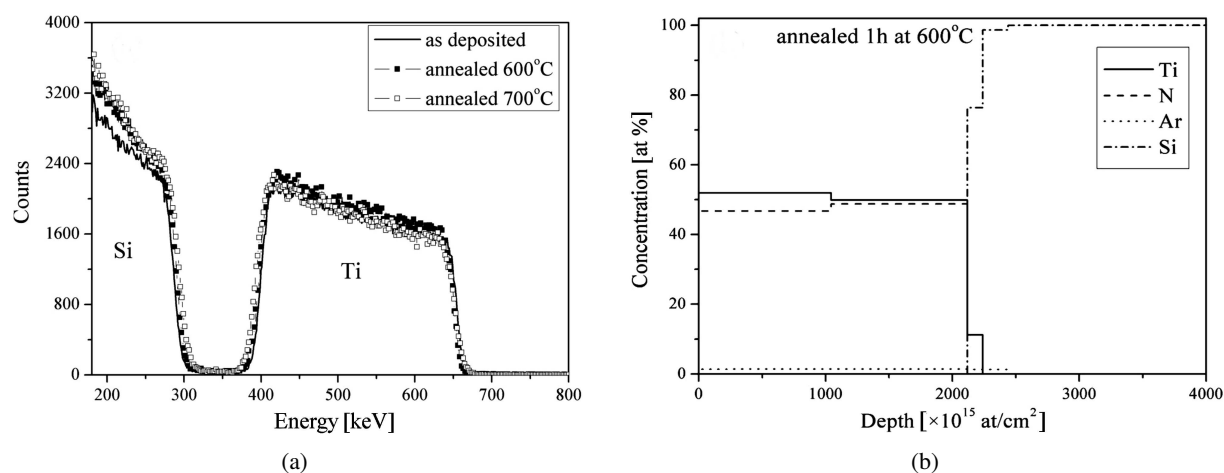 4000
3200
2400
1600
800
0
Counts
as deposited
annealed 600°C
annealed 700°C
Si
Ti
200 300 400 500 600 700 800
Energy [keV]
(a)
100
80
60
40
20
0
Concentration [at %]
annealed 1h at 600°C
Ti
N
Ar
Si
0 1000 2000 3000 4000
Depth [×10¹⁵ at/cm²]
(b)